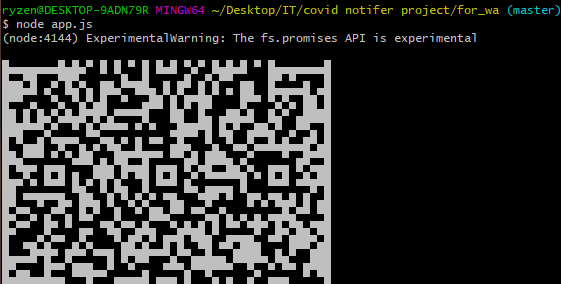 ryzen@DESKTOP-9ADN79R MINGW64 ~/Desktop/IT/covid notifer project/for_wa (master)
$ node app.js
(node:4144) ExperimentalWarning: The fs.promises API is experimental